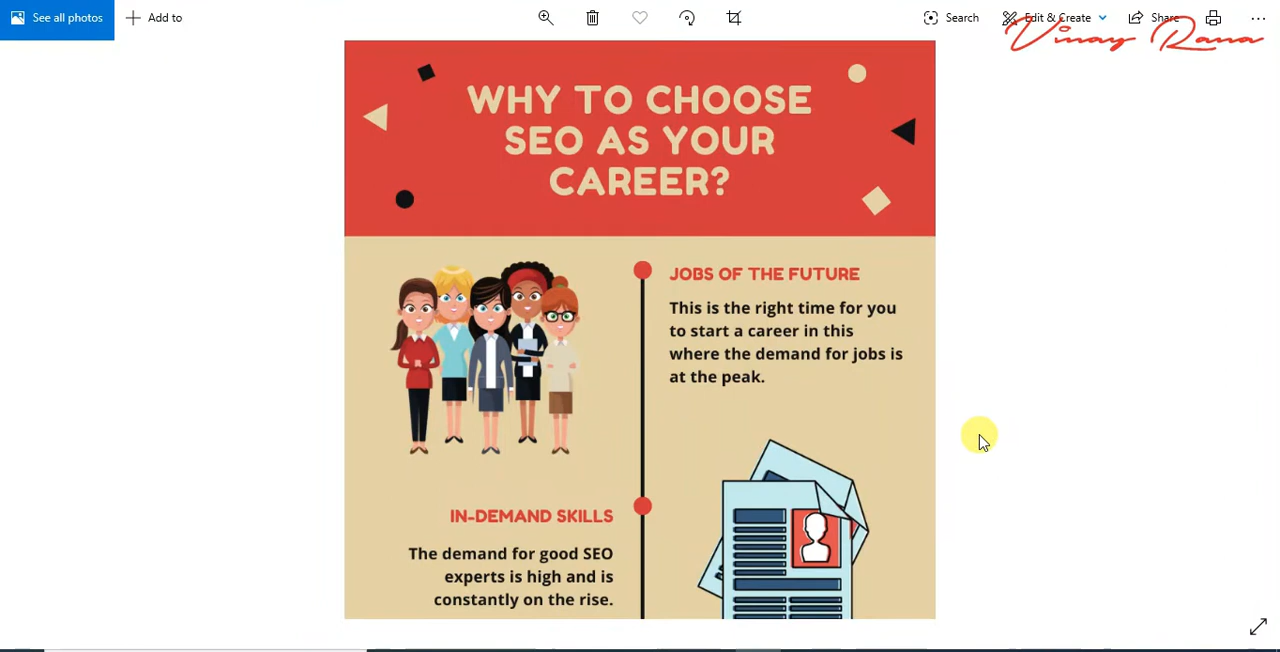 See all photos
Add to
Search
Edit & Create
Share
Vinay Rana
WHY TO CHOOSE
SEO AS YOUR
CAREER?
JOBS OF THE FUTURE
This is the right time for you
to start a career in this
where the demand for jobs is
at the peak.
IN-DEMAND SKILLS
The demand for good SEO
experts is high and is
constantly on the rise.